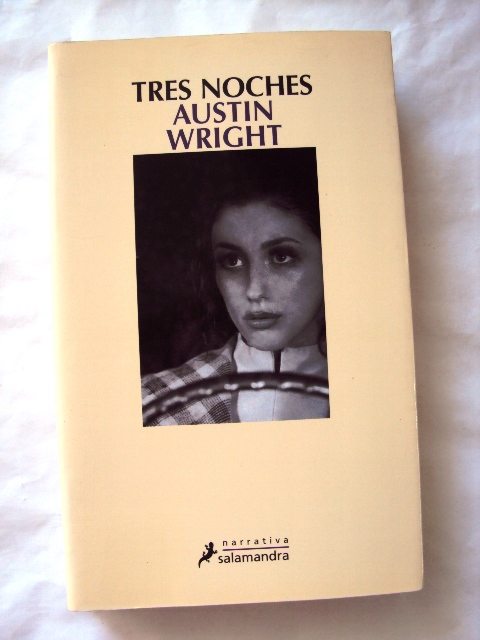 TRES NOCHES
AUSTIN
WRIGHT
narrativa
salamandra